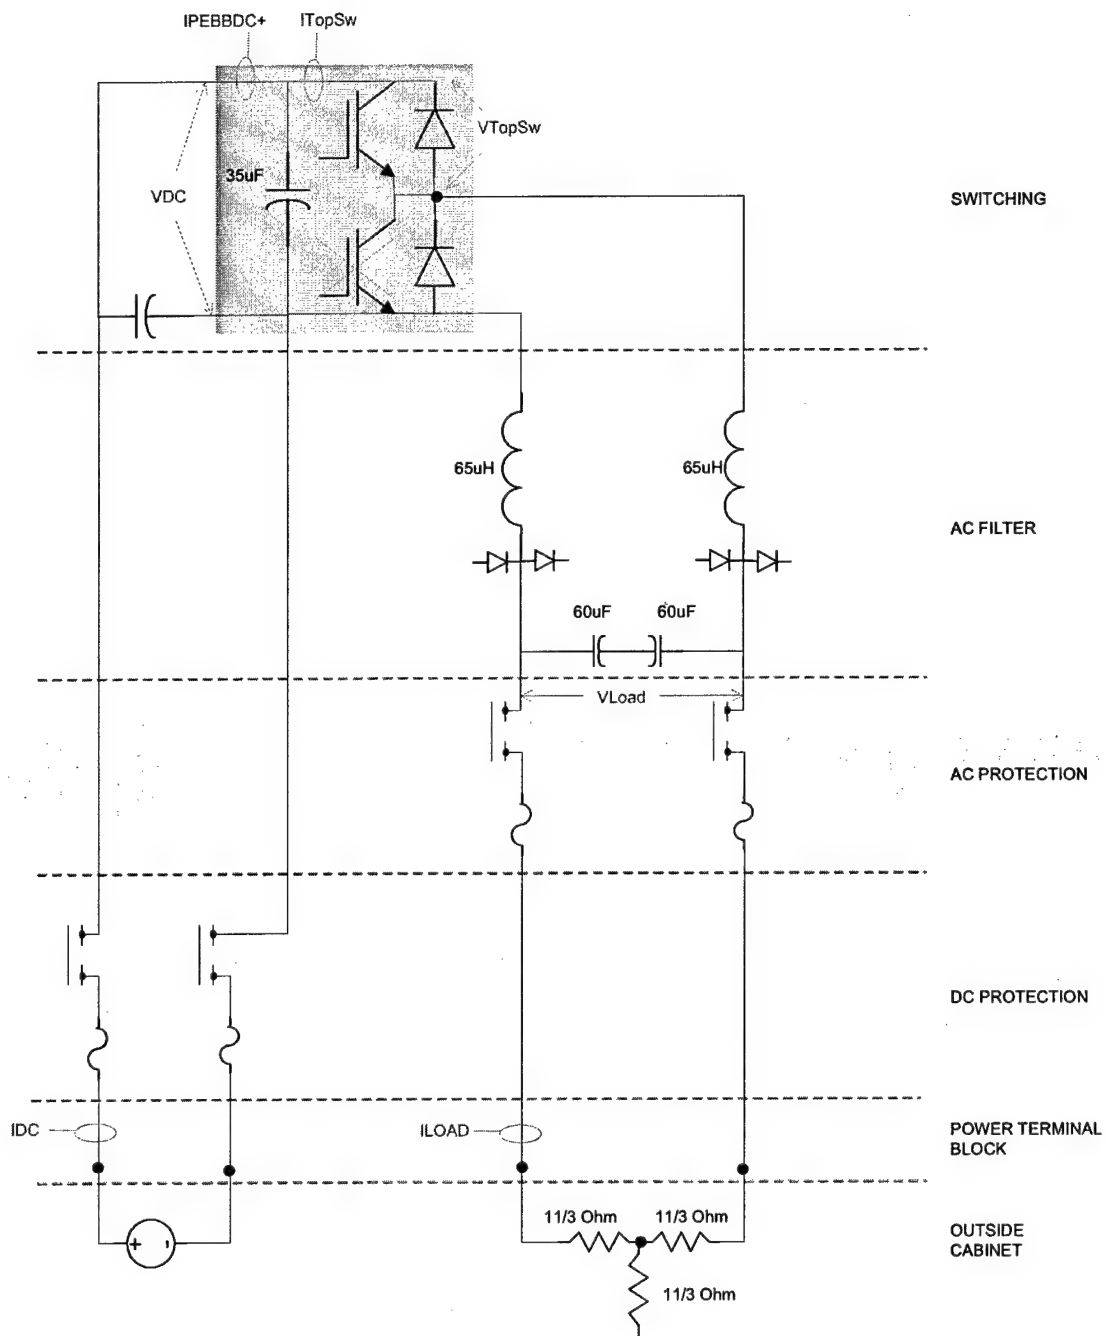 IPEBBDC+ ITopSw
VTopSw
35uF
VDC
SWITCHING
65uH 65uH
AC FILTER
60uF 60uF
VLoad
AC PROTECTION
DC PROTECTION
IDC ILOAD
POWER TERMINAL
BLOCK
11/3 Ohm 11/3 Ohm
+ -
OUTSIDE
CABINET
11/3 Ohm